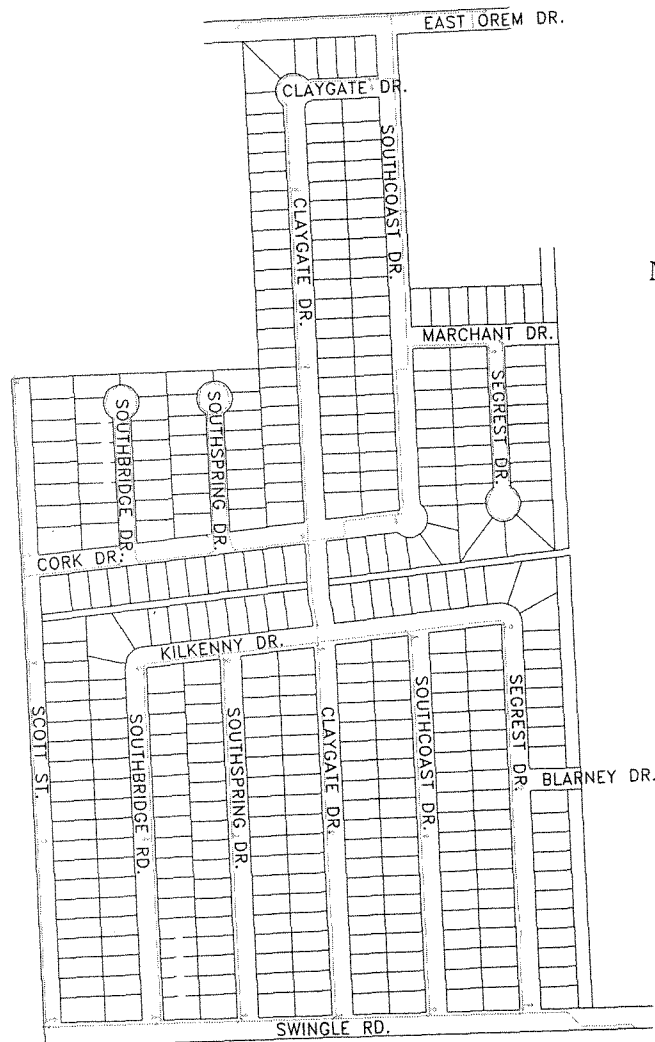 EAST OREM DR.
CLAYGATE DR.
SOUTHCOAST DR.
CLAYGATE DR.
N
MARCHANT DR.
SEGREST DR.
SOUTHBRIDGE DR.
SOUTHSPRING DR.
CORK DR.
KILKENNY DR.
SCOTT ST.
SOUTHBRIDGE RD.
SOUTHSPRING DR.
CLAYGATE DR.
SOUTHCOAST DR.
SEGREST DR.
BLARNEY DR.
SWINGLE RD.